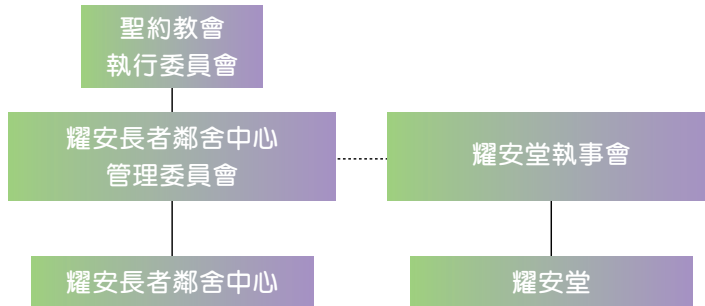 聖約教會
執行委員會
耀安長者鄰舍中心
管理委員會
耀安堂執事會
耀安長者鄰舍中心
耀安堂